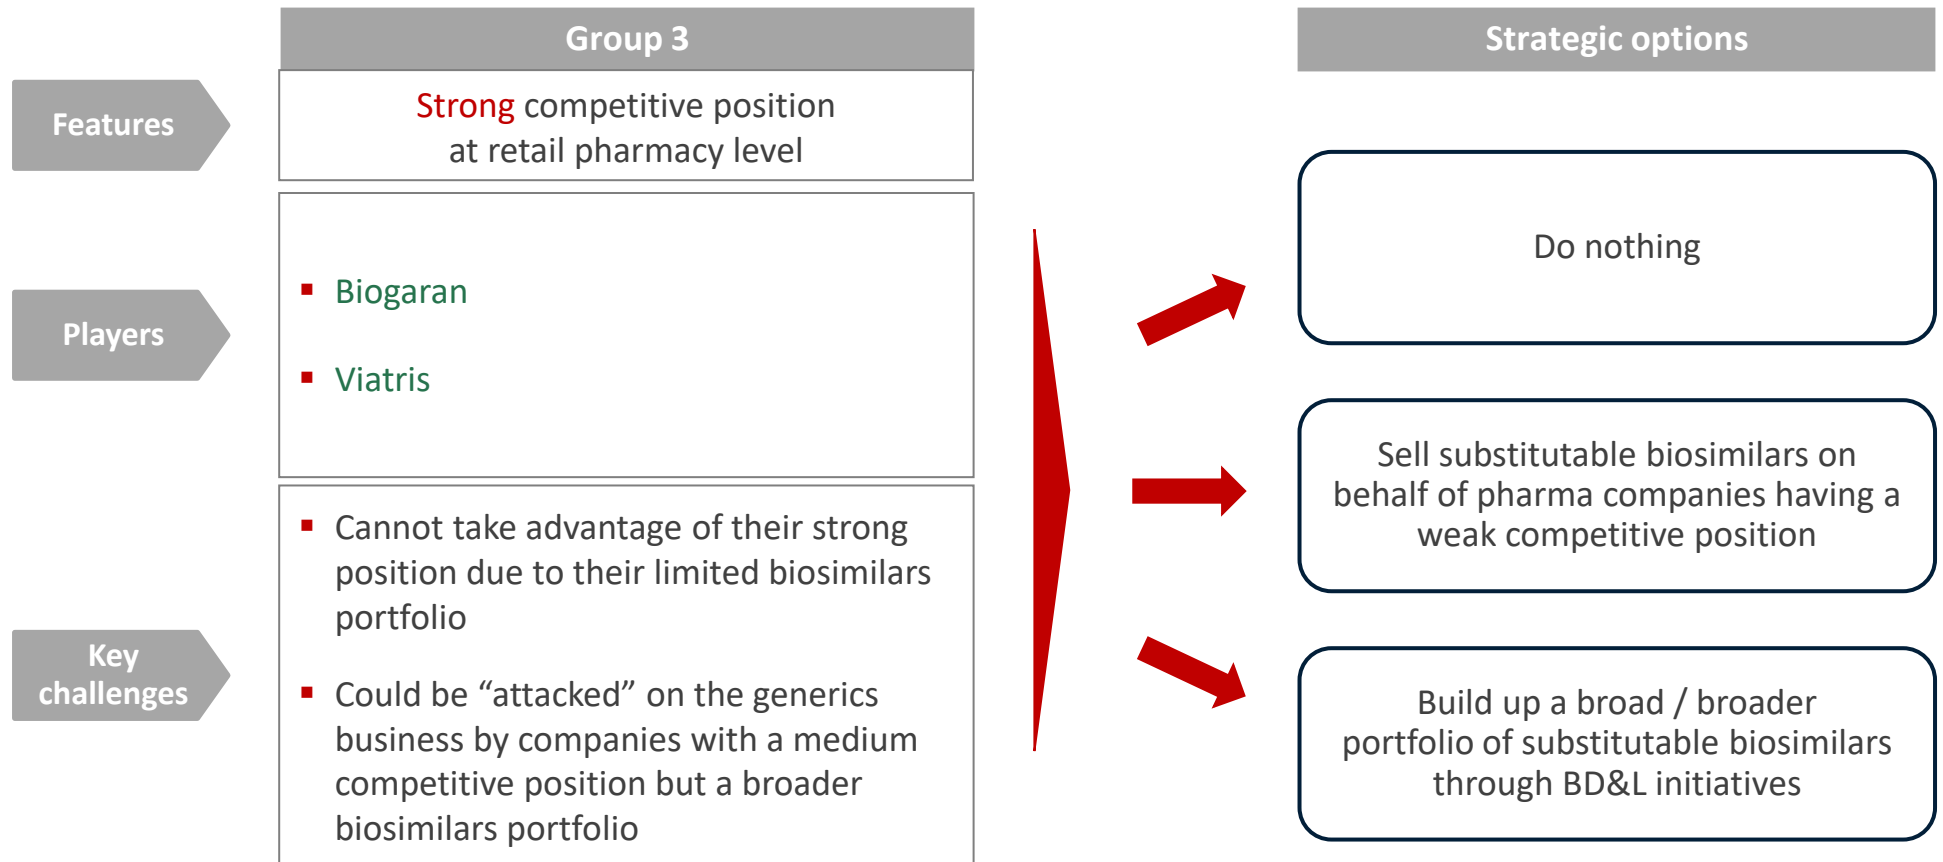 Group 3
Strategic options
Features
Strong competitive position
at retail pharmacy level
Players
▪ Biogaran
▪ Viatris
Key
challenges
▪ Cannot take advantage of their strong
position due to their limited biosimilars
portfolio
▪ Could be “attacked” on the generics
business by companies with a medium
competitive position but a broader
biosimilars portfolio
Do nothing
Sell substitutable biosimilars on
behalf of pharma companies having a
weak competitive position
Build up a broad / broader
portfolio of substitutable biosimilars
through BD&L initiatives